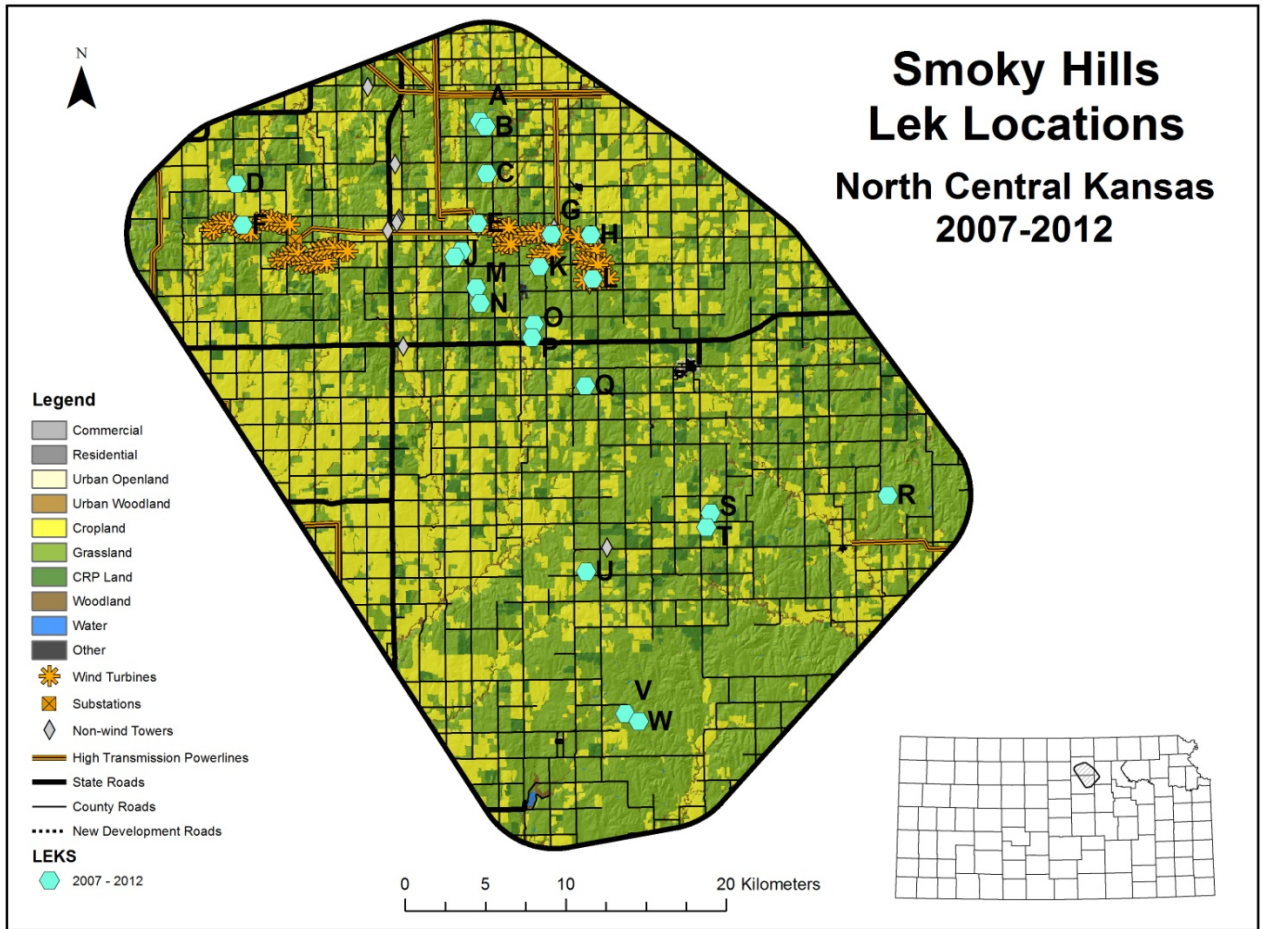 Smoky Hills
Lek Locations
North Central Kansas
2007-2012
N
A
B
C
D
E
F
G
H
J
K
L
M
N
O
P
I
Q
R
S
T
U
V
W
Legend
Commercial
Residential
Urban Openland
Urban Woodland
Cropland
Grassland
CRP Land
Woodland
Water
Other
Wind Turbines
Substations
Non-wind Towers
High Transmission Powerlines
State Roads
County Roads
New Development Roads
LEKS
2007 - 2012
0 5 10 20 Kilometers